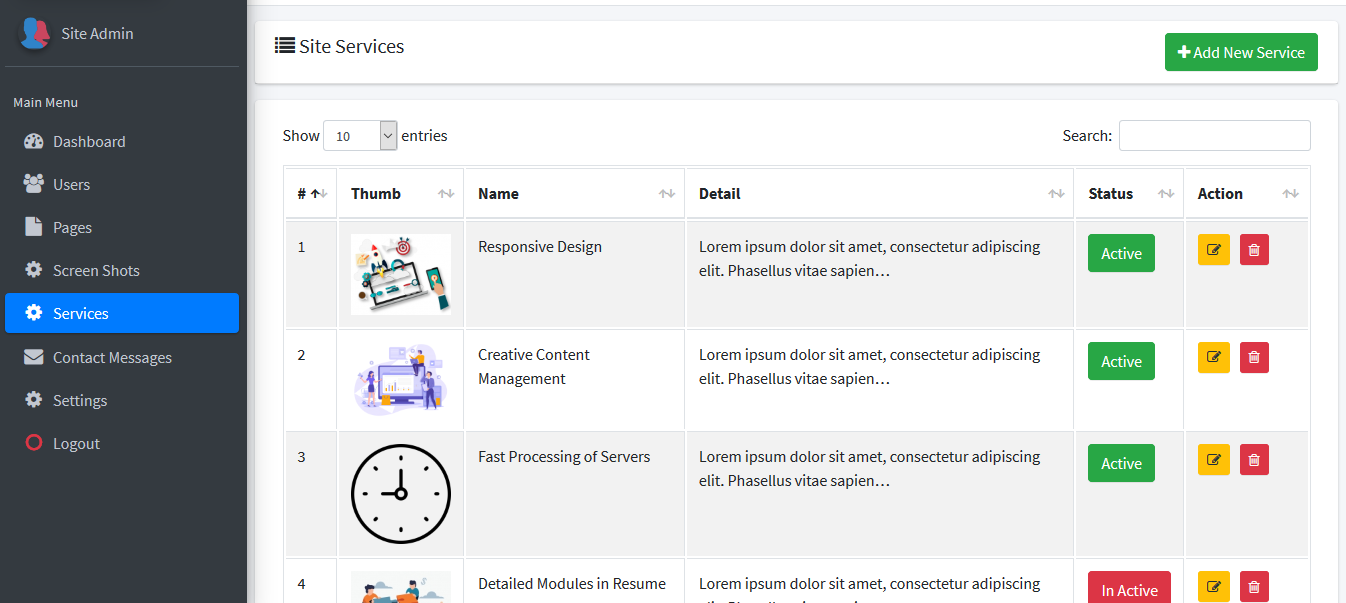 Site Admin
Main Menu
Dashboard
Users
Pages
Screen Shots
Services
Contact Messages
Settings
Logout
Site Services
Add New Service
Show 10 entries
Search:
# Thumb Name Detail Status Action
1 Responsive Design Lorem ipsum dolor sit amet, consectetur adipiscing Active
elit. Phasellus vitae sapien…
2 Creative Content Lorem ipsum dolor sit amet, consectetur adipiscing Active
Management elit. Phasellus vitae sapien…
3 Fast Processing of Servers Lorem ipsum dolor sit amet, consectetur adipiscing Active
elit. Phasellus vitae sapien…
4 Detailed Modules in Resume Lorem ipsum dolor sit amet, consectetur adipiscing In Active